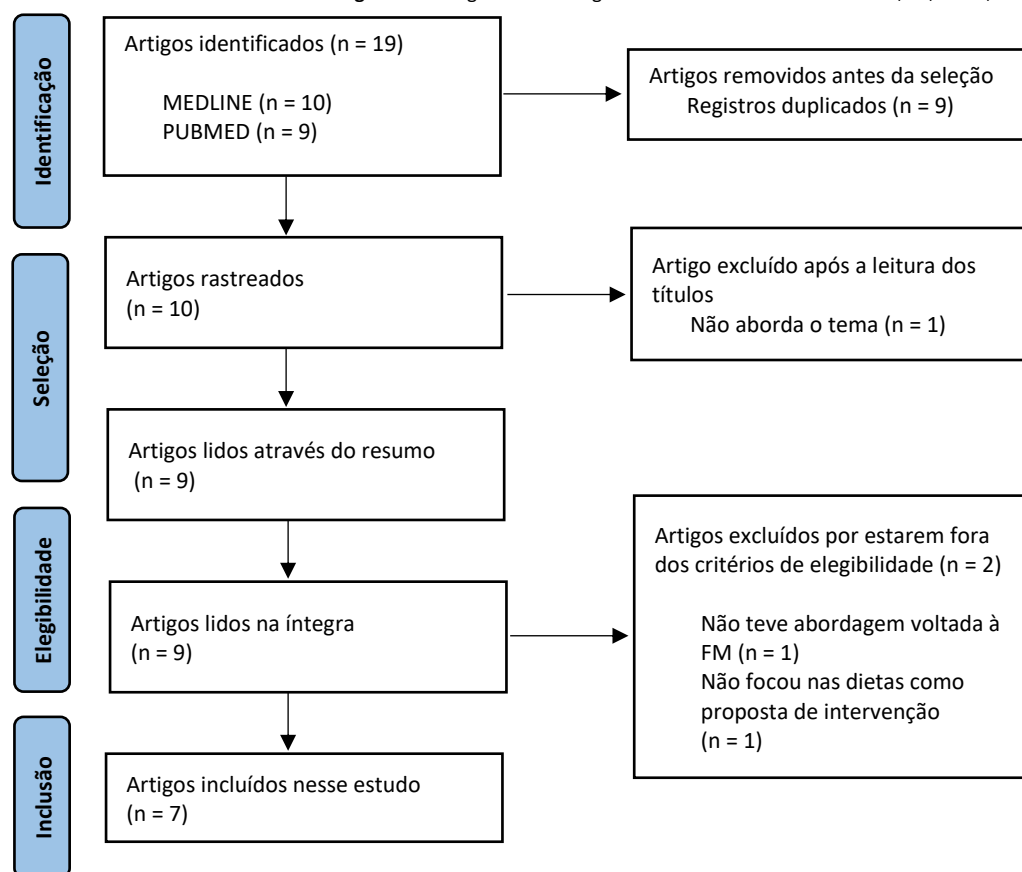 Identificação
Artigos identificados (n = 19)
MEDLINE (n = 10)
PUBMED (n = 9)
Artigos removidos antes da seleção
Registros duplicados (n = 9)
Seleção
Artigos rastreados
(n = 10)
Artigo excluído após a leitura dos
títulos
Não aborda o tema (n = 1)
Artigos lidos através do resumo
(n = 9)
Elegibilidade
Artigos lidos na íntegra
(n = 9)
Artigos excluídos por estarem fora
dos critérios de elegibilidade (n = 2)
Não teve abordagem voltada à
FM (n = 1)
Não focou nas dietas como
proposta de intervenção
(n = 1)
Inclusão
Artigos incluídos nesse estudo
(n = 7)